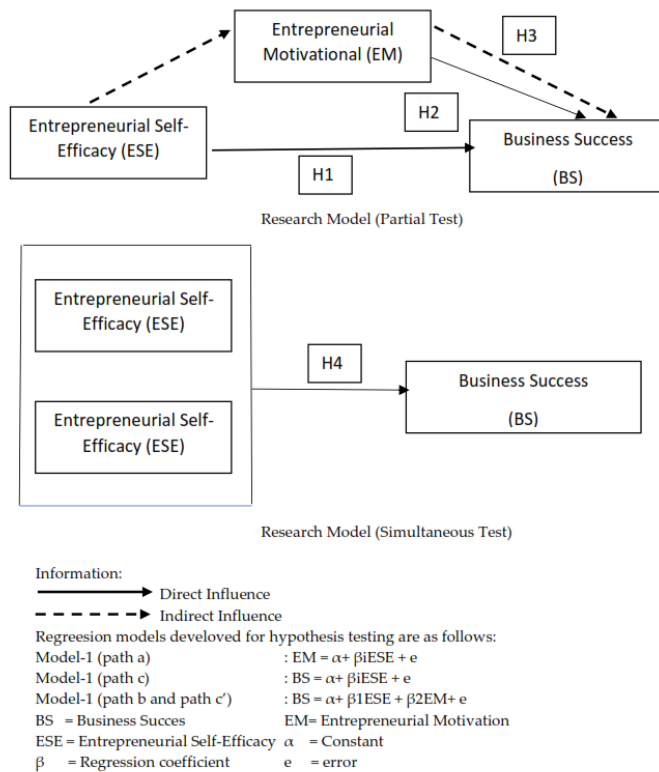 Entrepreneurial
Motivational (EM)
H3
H2
Entrepreneurial Self-
Efficacy (ESE)
Business Success
(BS)
H1
Research Model (Partial Test)
Entrepreneurial Self-
Efficacy (ESE)
H4
Business Success
(BS)
Entrepreneurial Self-
Efficacy (ESE)
Research Model (Simultaneous Test)
Information:
Direct Influence
Indirect Influence
Regreesion models develoved for hypothesis testing are as follows:
Model-1 (path a) : EM = α+ βiESE + e
Model-1 (path c) : BS = α+ βiESE + e
Model-1 (path b and path c’) : BS = α+ β1ESE + β2EM+ e
BS = Business Succes EM= Entrepreneurial Motivation
ESE = Entrepreneurial Self-Efficacy α = Constant
β = Regression coefficient e = error